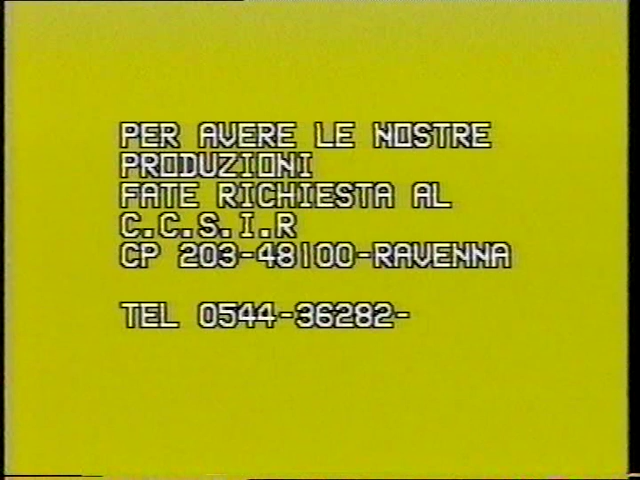 PER AVERE LE NOSTRE
PRODUZIONI
FATE RICHIESTA AL
C.C.S.I.R
CP 203-48100-RAVENNA
TEL 0544-36282-